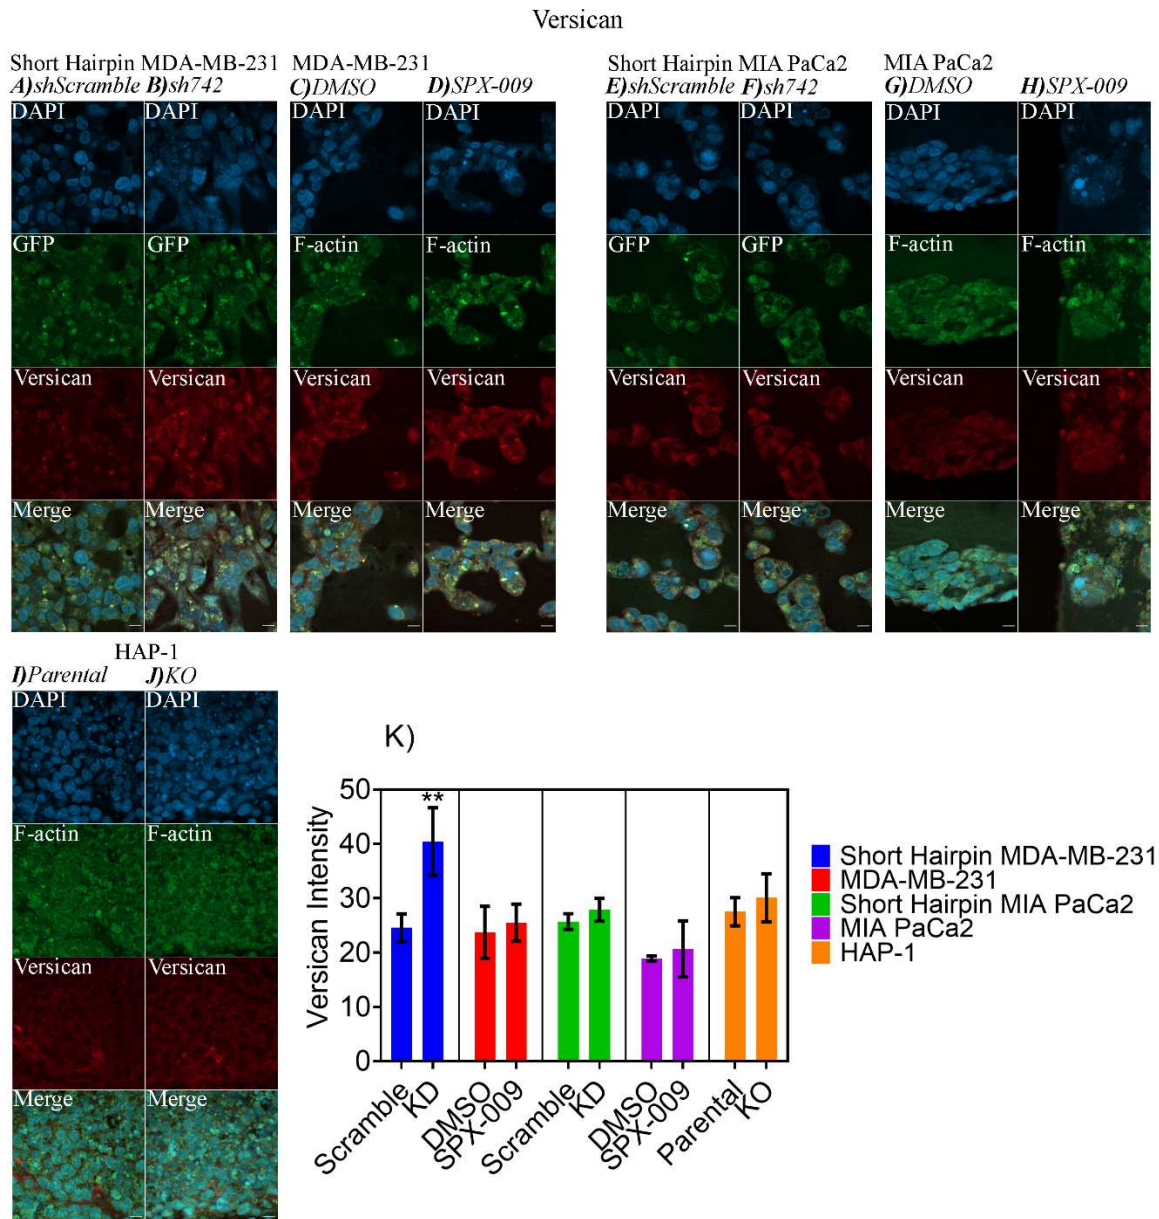 Versican
Short Hairpin MDA-MB-231 MDA-MB-231 Short Hairpin MIA PaCa2 MIA PaCa2
A)shScramble B)sh742 C)DMSO D)SPX-009 E)shScramble F)sh742 G)DMSO H)SPX-009
DAPI DAPI DAPI DAPI DAPI DAPI DAPI DAPI
GFP GFP F-actin F-actin GFP GFP F-actin F-actin
Versican Versican Versican Versican Versican Versican Versican Versican
Merge Merge Merge Merge Merge Merge Merge Merge
HAP-1
I)Parental J)KO
DAPI DAPI
F-actin F-actin
Versican Versican
Merge Merge
K)
Versican Intensity
50
40
30
20
10
0
**
Scramble KD DMSO SPX-009 Scramble KD DMSO SPX-009 Parental KO
Short Hairpin MDA-MB-231
MDA-MB-231
Short Hairpin MIA PaCa2
MIA PaCa2
HAP-1